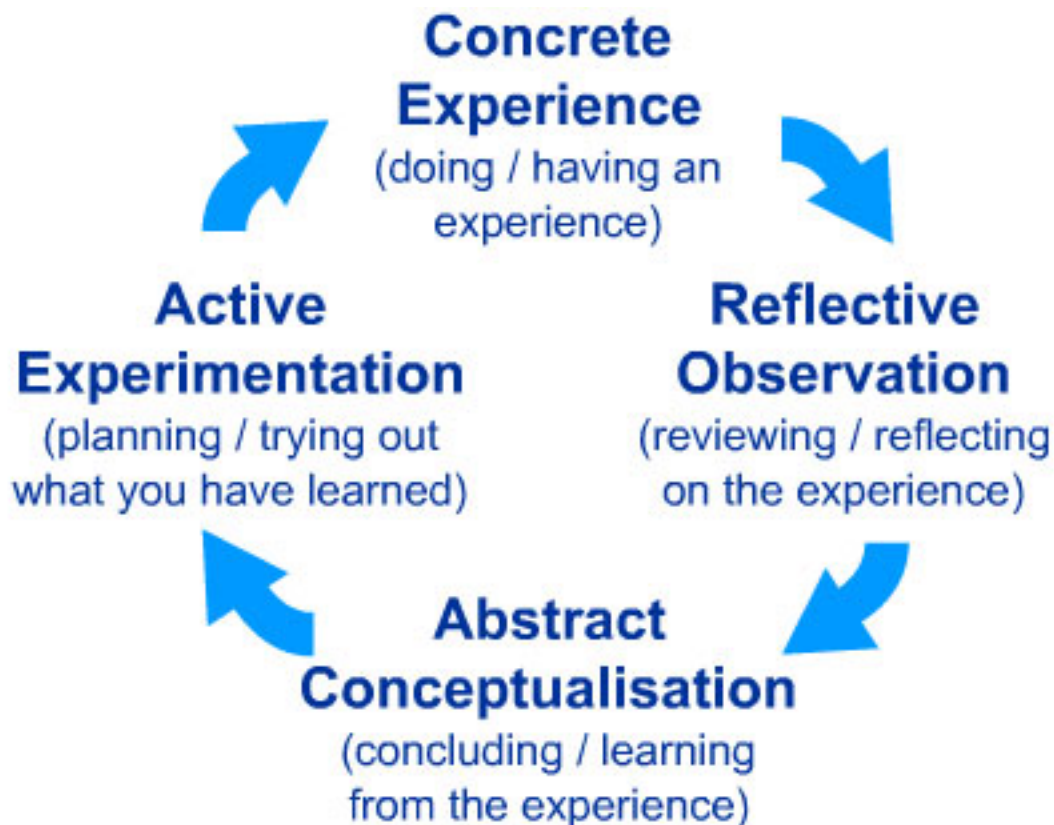 Concrete
Experience
(doing / having an
experience)
Reflective
Observation
(reviewing / reflecting
on the experience)
Abstract
Conceptualisation
(concluding / learning
from the experience)
Active
Experimentation
(planning / trying out
what you have learned)